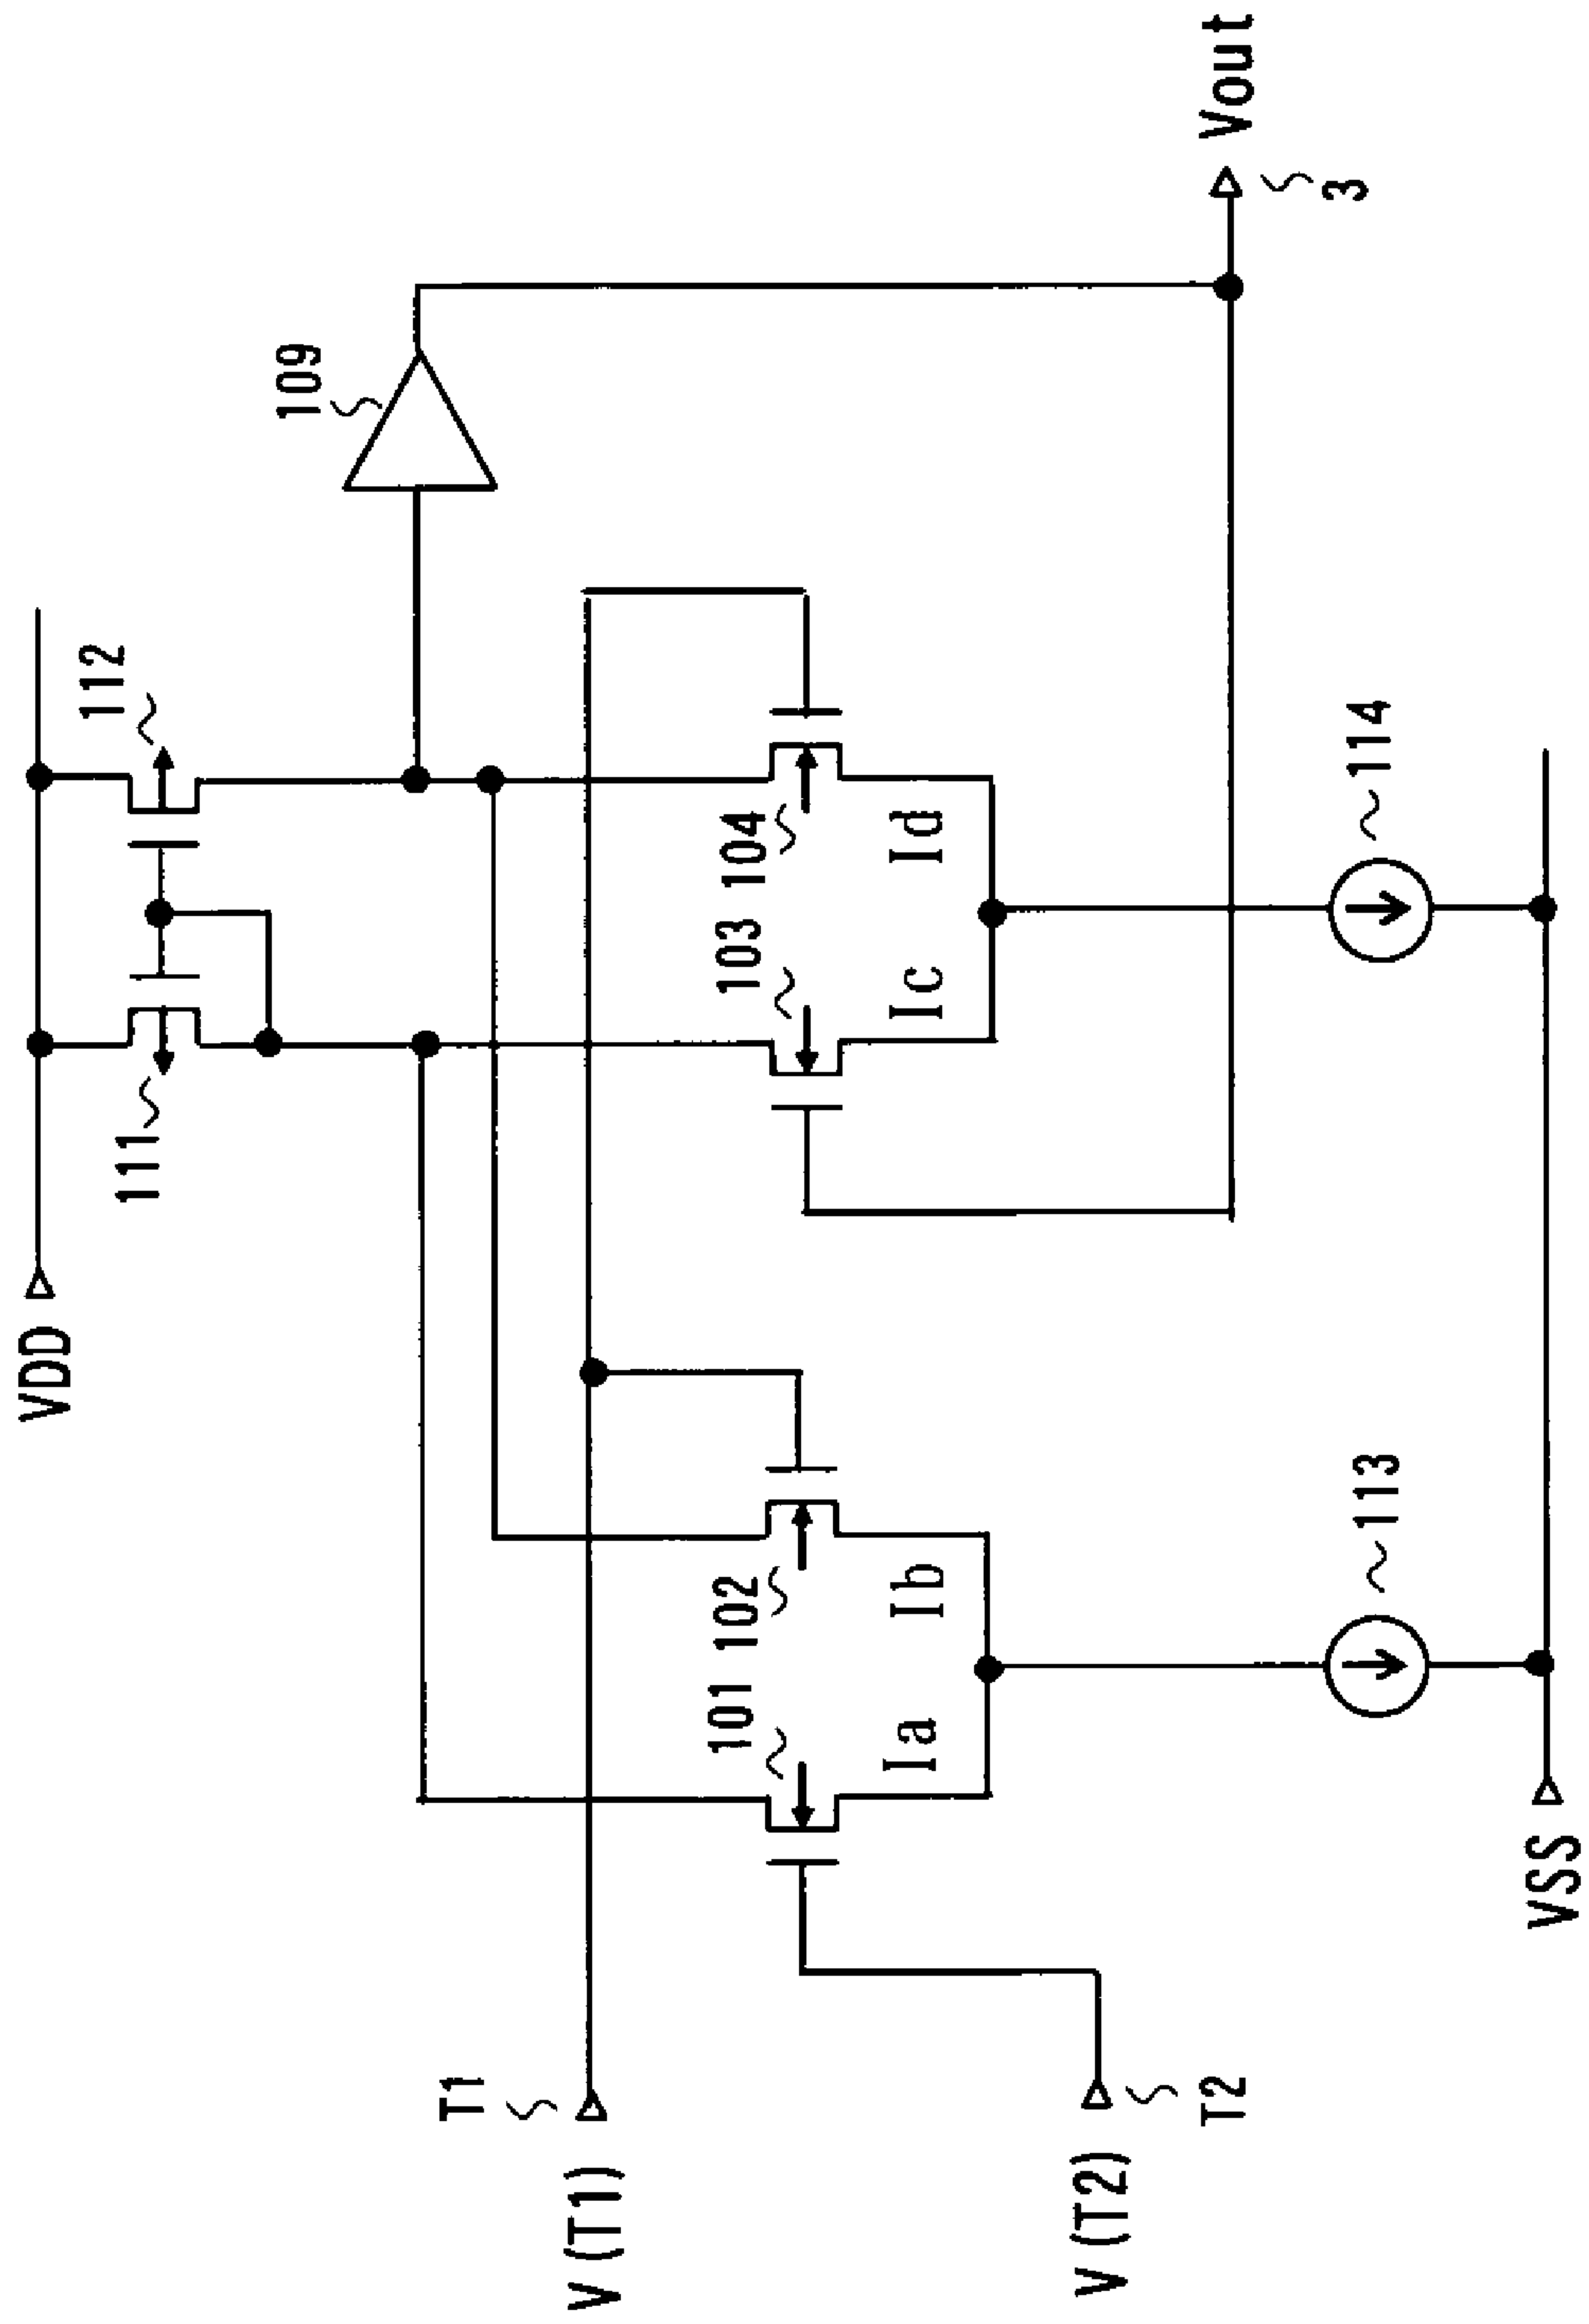 VDD
111
112
109
T1
V (T1)
101
102
103
104
Ia
Ib
Ic
Id
V (T2)
T2
113
114
VSS
Vout
3